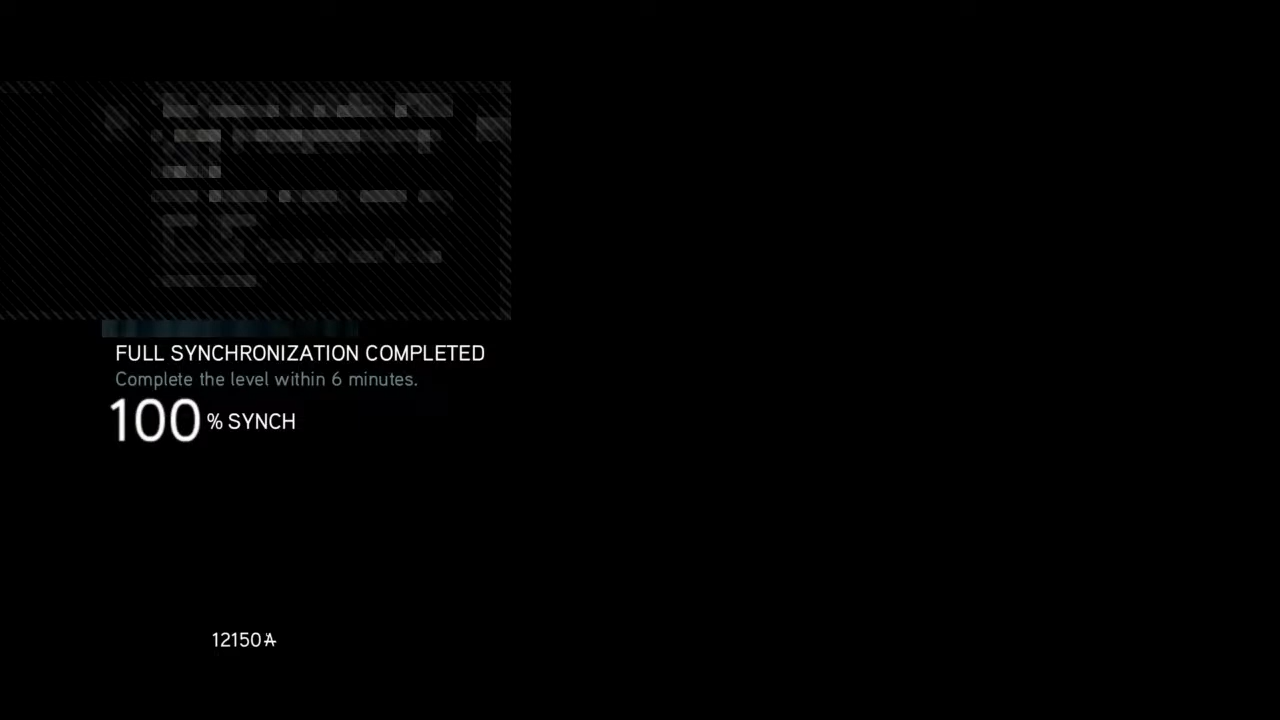 FULL SYNCHRONIZATION COMPLETED
Complete the level within 6 minutes.
100 % SYNCH
12150 ₳